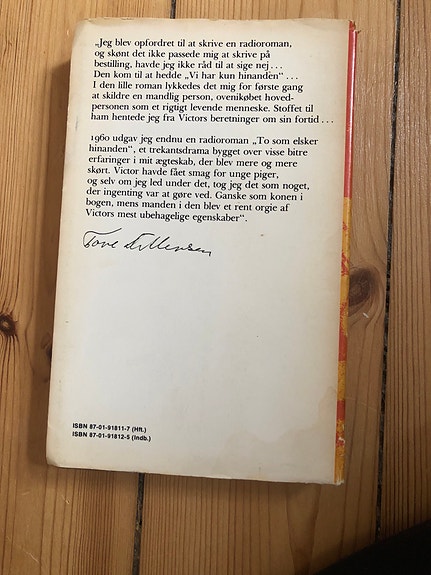 „Jeg blev opfordret til at skrive en radioroman,
og skønt det ikke passede mig at skrive på
bestilling, havde jeg ikke råd til at sige nej . . .
Den kom til at hedde „Vi har kun hinanden“ . . .
I den lille roman lykkedes det mig for første gang
at skildre en mandlig person, ovenikøbet hoved-
personen som et rigtigt levende menneske. Stoffet til
ham hentede jeg fra Victors beretninger om sin fortid . . .
1960 udgav jeg endnu en radioroman „To som elsker
hinanden“, et trekantsdrama bygget over visse bitre
erfaringer i mit ægteskab, der blev mere og mere
skørt. Victor havde fået smag for unge piger,
og selv om jeg led under det, tog jeg det som noget,
der ingenting var at gøre ved. Ganske som konen i
bogen, mens manden i den blev et rent orgie af
Victors mest ubehagelige egenskaber“.
Tove Ditlevsen
ISBN 87-01-91811-7 (Hft.)
ISBN 87-01-91812-5 (Indb.)